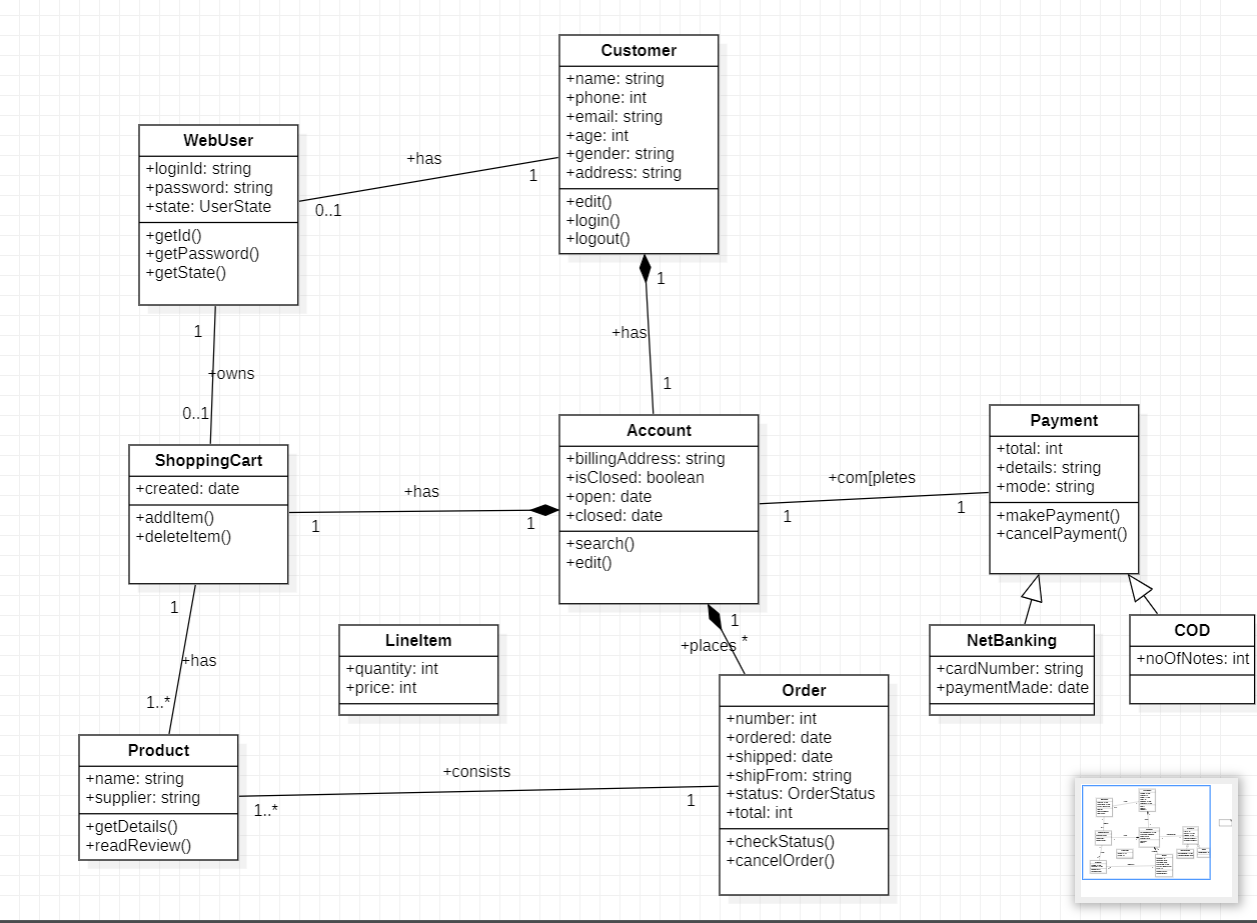 Customer
+name: string
+phone: int
+email: string
+age: int
+gender: string
+address: string
+edit()
+login()
+logout()
WebUser
+loginId: string
+password: string
+state: UserState
+getId()
+getPassword()
+getState()
+has
0..1
1
1
+has
1
1
+owns
0..1
ShoppingCart
+created: date
+addItem()
+deleteItem()
+has
1
1
Account
+billingAddress: string
+isClosed: boolean
+open: date
+closed: date
+search()
+edit()
+com[pletes
1
1
Payment
+total: int
+details: string
+mode: string
+makePayment()
+cancelPayment()
NetBanking
+cardNumber: string
+paymentMade: date
COD
+noOfNotes: int
1
+places *
1
+has
1..*
LineItem
+quantity: int
+price: int
Order
+number: int
+ordered: date
+shipped: date
+shipFrom: string
+status: OrderStatus
+total: int
+checkStatus()
+cancelOrder()
Product
+name: string
+supplier: string
+getDetails()
+readReview()
+consists
1..*
1